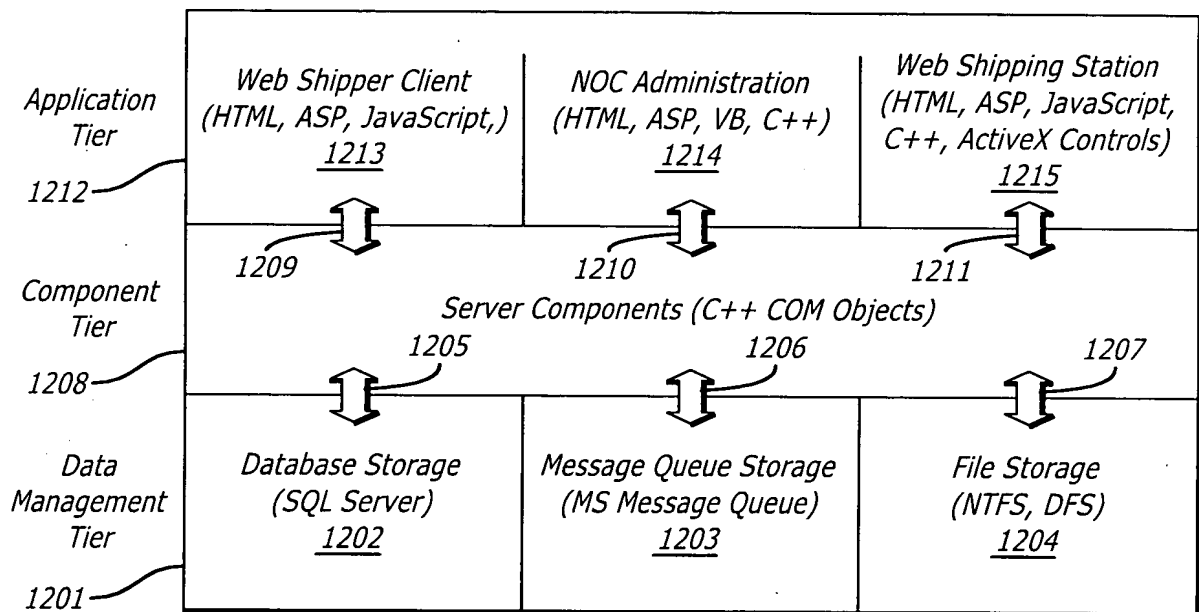 Application
Tier
1212
Web Shipper Client
(HTML, ASP, JavaScript,)
1213
NOC Administration
(HTML, ASP, VB, C++)
1214
Web Shipping Station
(HTML, ASP, JavaScript,
C++, ActiveX Controls)
1215
1209
1210
1211
Component
Tier
1208
Server Components (C++ COM Objects)
1205
1206
1207
Data
Management
Tier
1201
Database Storage
(SQL Server)
1202
Message Queue Storage
(MS Message Queue)
1203
File Storage
(NTFS, DFS)
1204